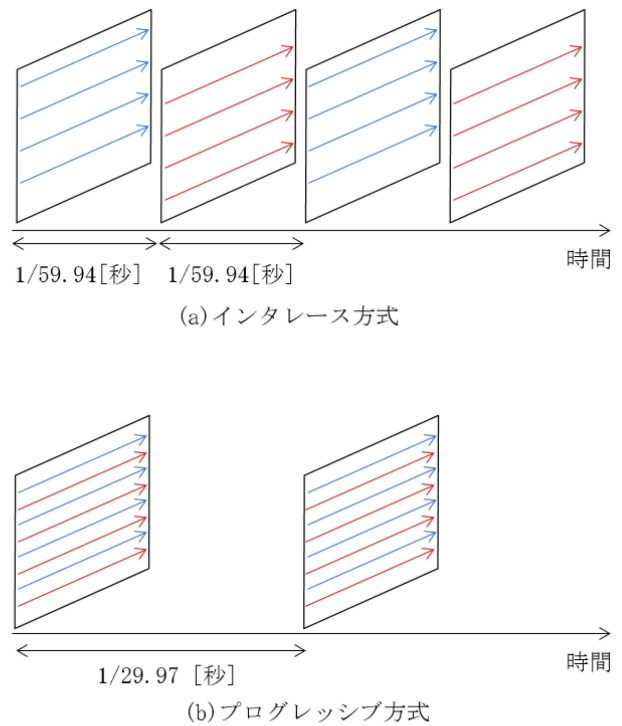 時間
1/59.94[秒] 1/59.94[秒]
(a)インタレース方式
時間
1/29.97 [秒]
(b)プログレッシブ方式